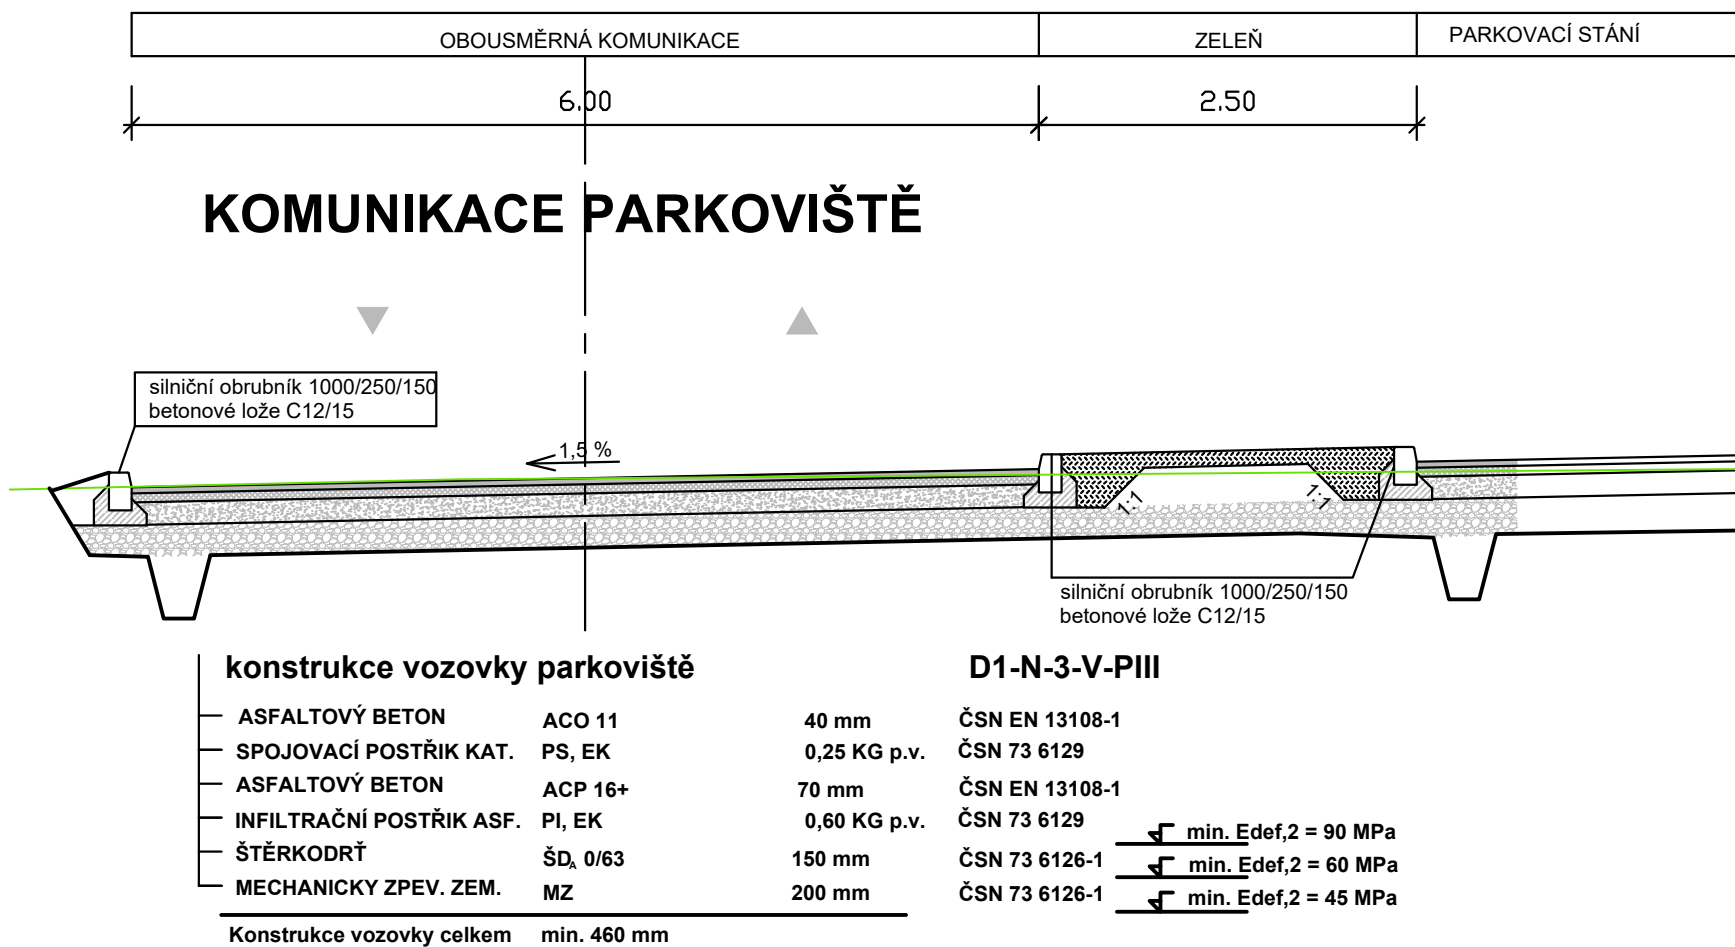 OBOUSMĚRNÁ KOMUNIKACE ZELEŇ PARKOVACÍ STÁNÍ
6.00 2.50
KOMUNIKACE PARKOVIŠTĚ
silniční obrubník 1000/250/150
betonové lože C12/15
1,5 %
1:1 1:1
silniční obrubník 1000/250/150
betonové lože C12/15
konstrukce vozovky parkoviště D1-N-3-V-PIII
ASFALTOVÝ BETON ACO 11 40 mm ČSN EN 13108-1
SPOJOVACÍ POSTŘIK KAT. PS, EK 0,25 KG p.v. ČSN 73 6129
ASFALTOVÝ BETON ACP 16+ 70 mm ČSN EN 13108-1
INFILTRAČNÍ POSTŘIK ASF. PI, EK 0,60 KG p.v. ČSN 73 6129 min. Edef,2 = 90 MPa
ŠTĚRKODRŤ ŠDA 0/63 150 mm ČSN 73 6126-1 min. Edef,2 = 60 MPa
MECHANICKY ZPEV. ZEM. MZ 200 mm ČSN 73 6126-1 min. Edef,2 = 45 MPa
Konstrukce vozovky celkem min. 460 mm